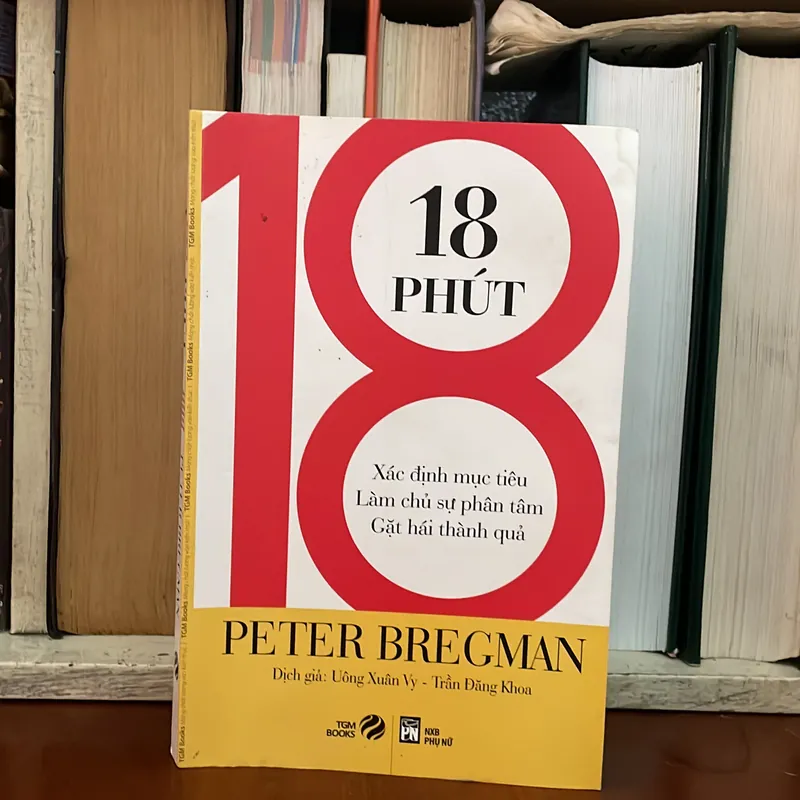 18
18
PHÚT
Xác định mục tiêu
Làm chủ sự phân tâm
Gặt hái thành quả
PETER BREGMAN
Dịch giả: Uông Xuân Vy - Trần Đăng Khoa
TGM
BOOKS
PN
NXB
PHỤ NỮ